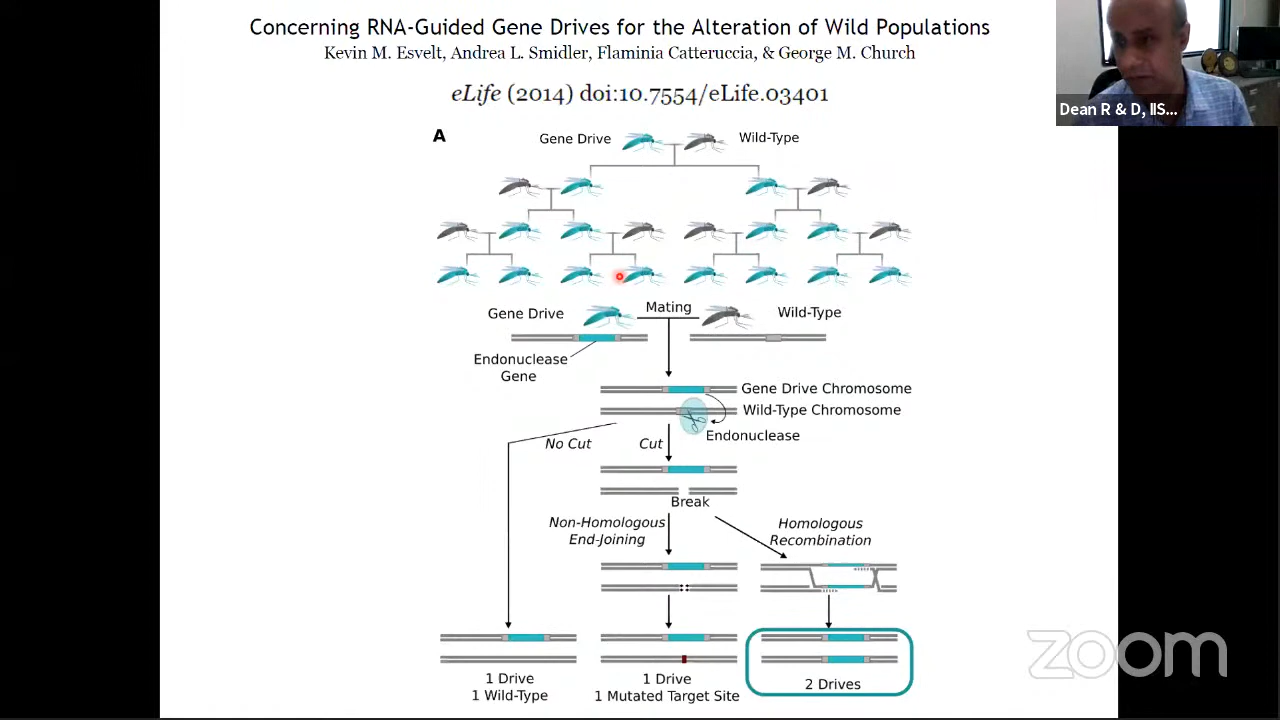 Concerning RNA-Guided Gene Drives for the Alteration of Wild Populations
Kevin M. Esvelt, Andrea L. Smidler, Flaminia Catteruccia, & George M. Church
eLife (2014) doi:10.7554/eLife.03401
Dean R & D, IIS...
A
Gene Drive
Wild-Type
Gene Drive
Mating
Wild-Type
Endonuclease
Gene
Gene Drive Chromosome
Wild-Type Chromosome
Endonuclease
No Cut
Cut
Break
Non-Homologous
End-Joining
Homologous
Recombination
1 Drive
1 Wild-Type
1 Drive
1 Mutated Target Site
2 Drives
zoom